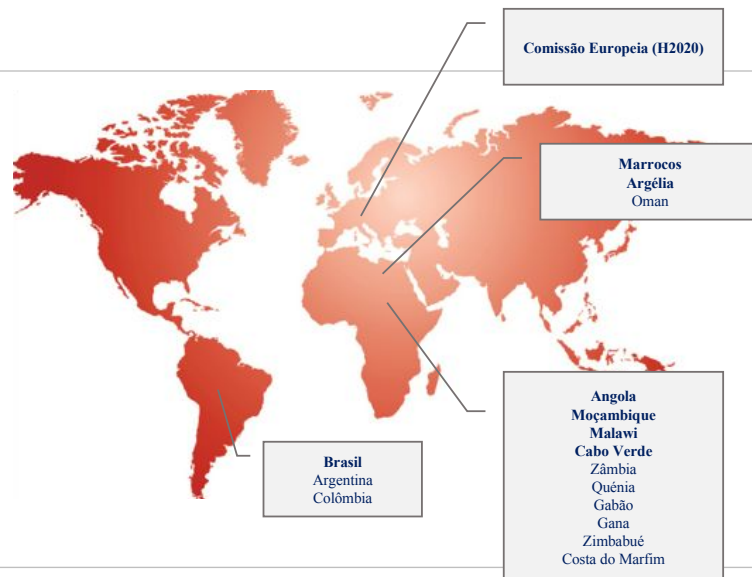 Comissão Europeia (H2020)
Marrocos
Argélia
Oman
Angola
Moçambique
Malawi
Cabo Verde
Zâmbia
Quénia
Gabão
Gana
Zimbabué
Costa do Marfim
Brasil
Argentina
Colômbia